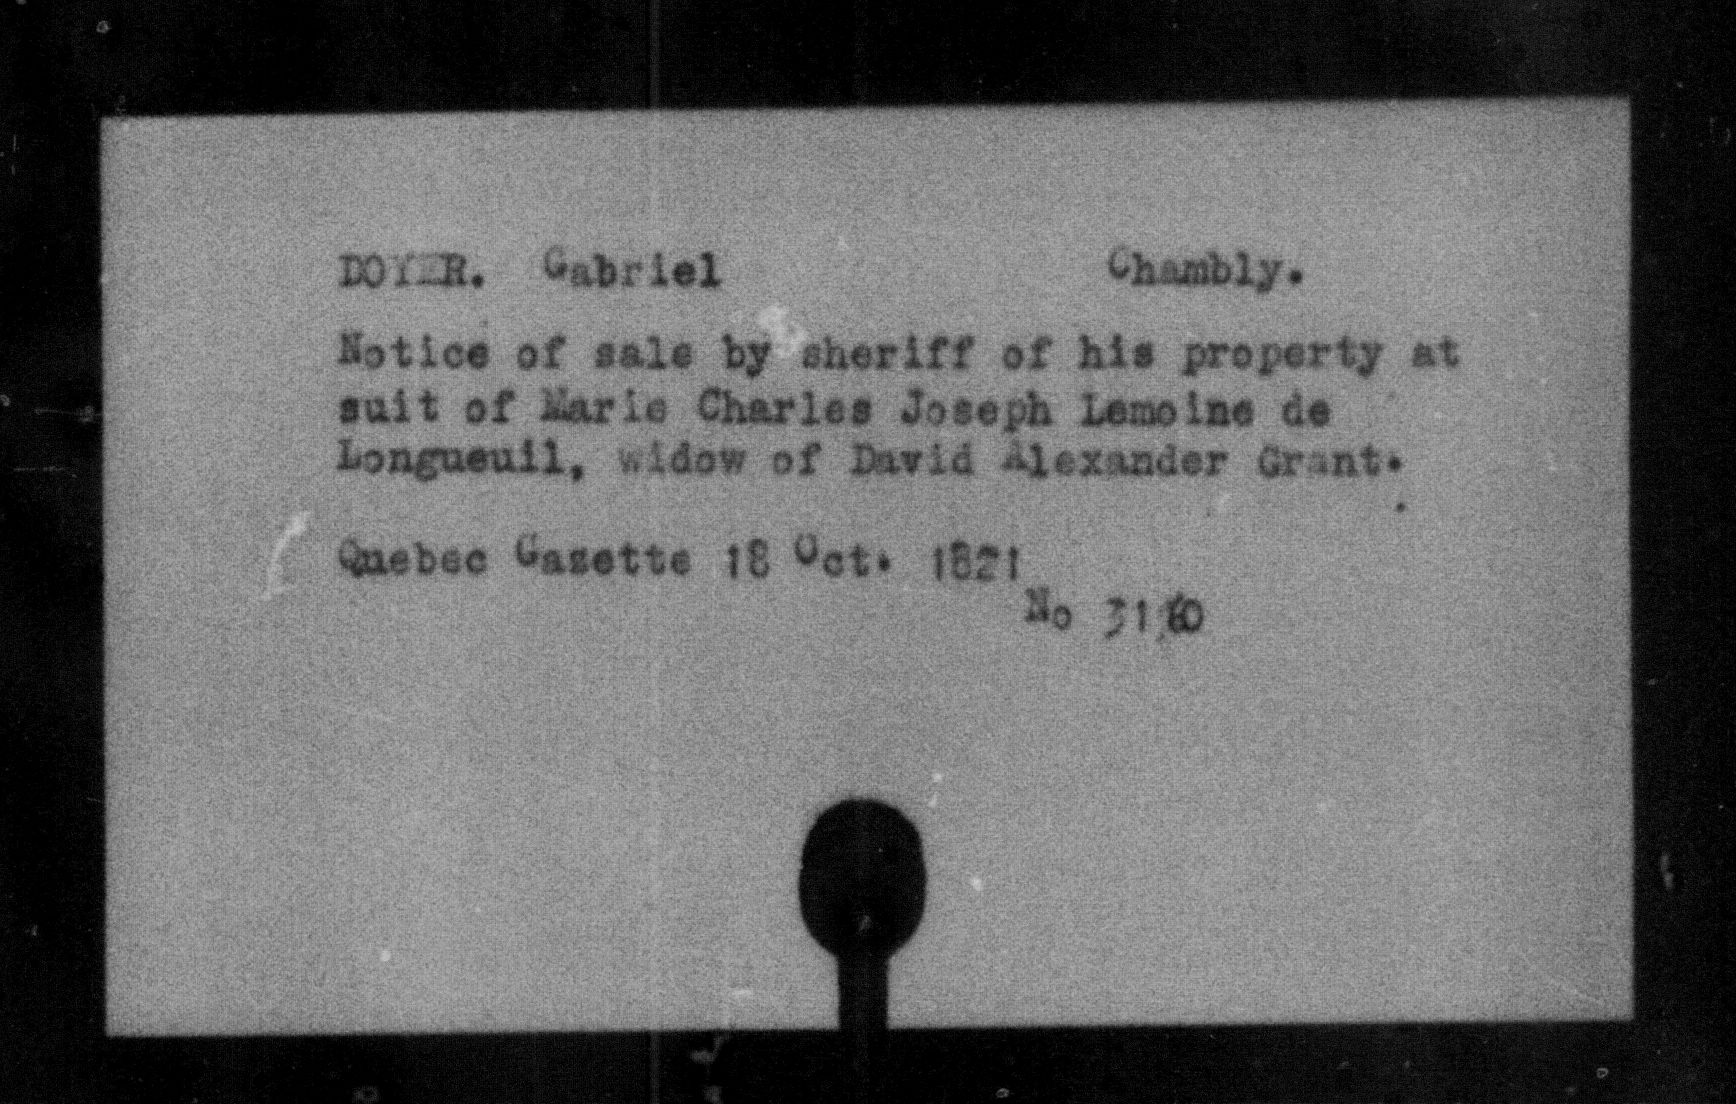 DOYER. Gabriel Chambly.
Notice of sale by sheriff of his property at
suit of Marie Charles Joseph Lemoine de
Longueuil, widow of David Alexander Grant.
Quebec Gazette 18 Oct. 1821
No 3160